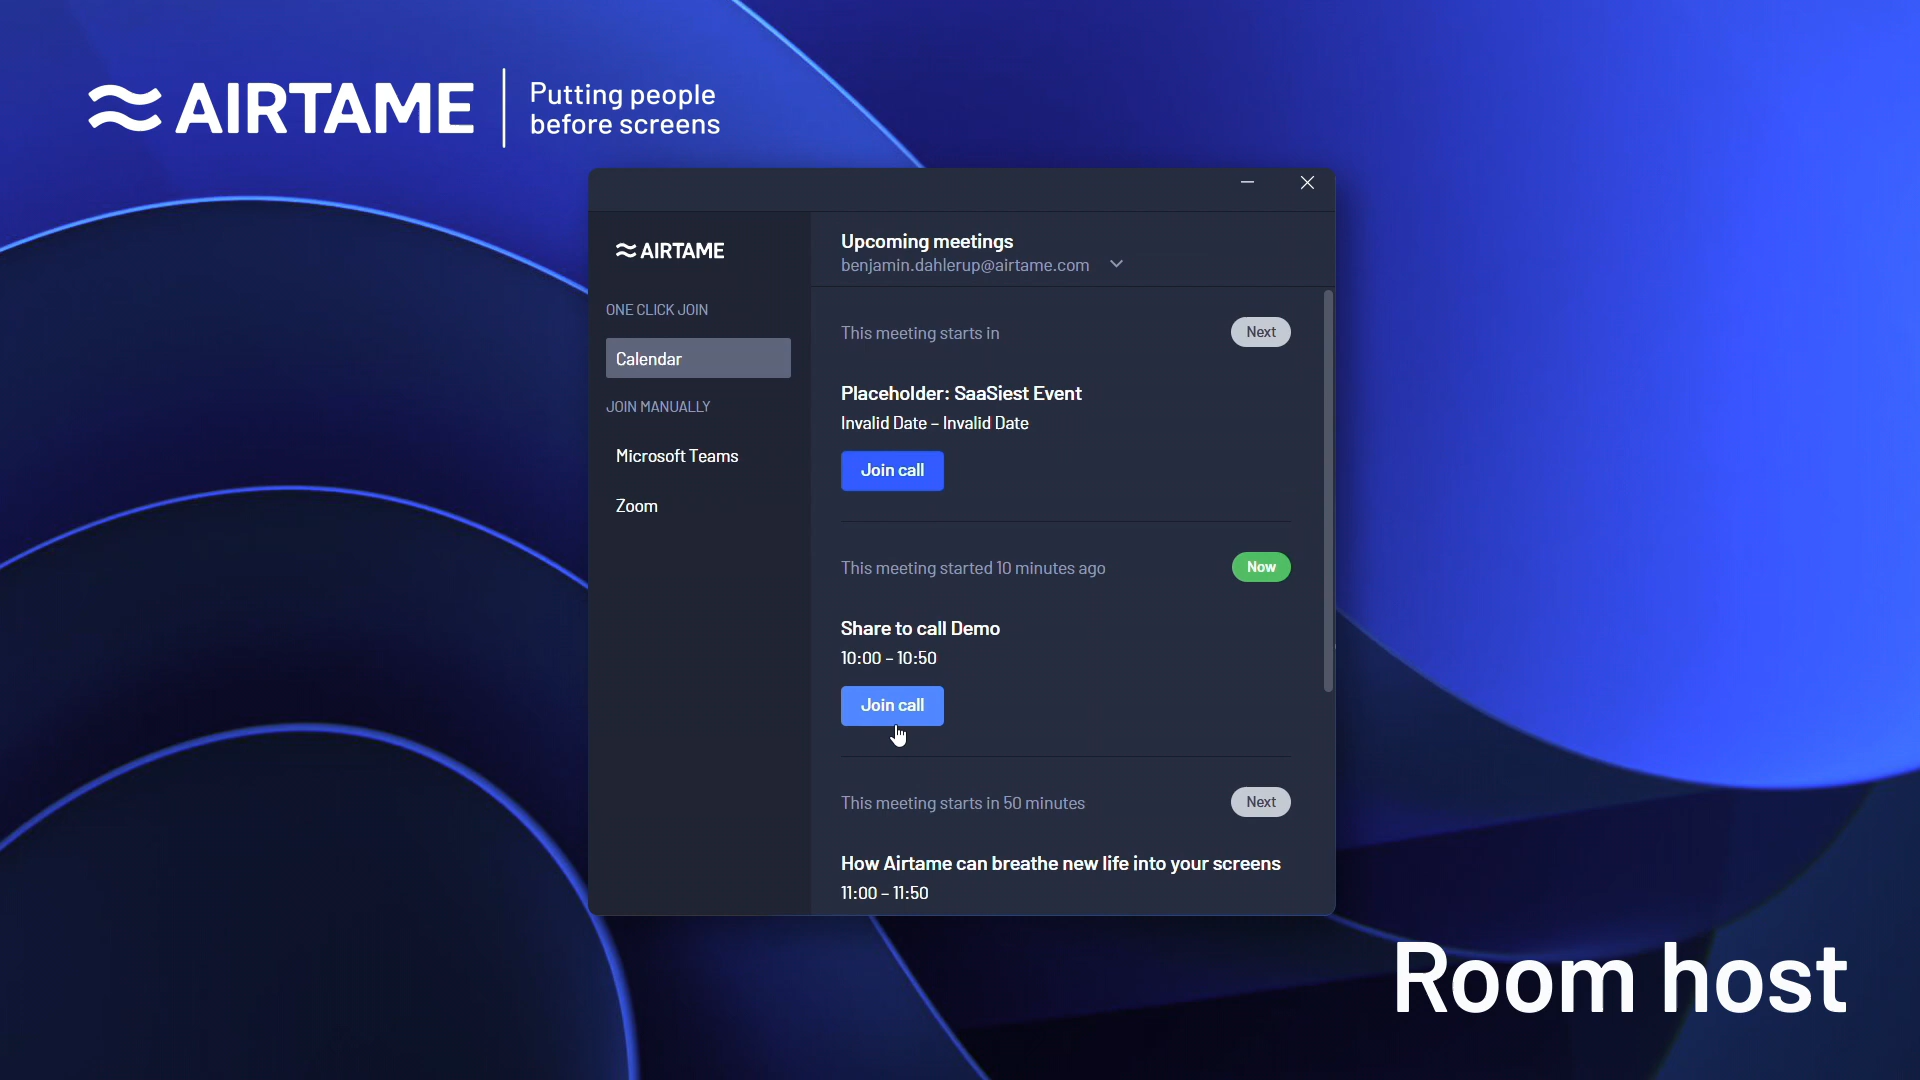 AIRTAME
Putting people
before screens
AIRTAME
ONE CLICK JOIN
Calendar
JOIN MANUALLY
Microsoft Teams
Zoom
Upcoming meetings
benjamin.dahlerup@airtame.com
This meeting starts in
Next
Placeholder: SaaSiest Event
Invalid Date – Invalid Date
Join call
This meeting started 10 minutes ago
Now
Share to call Demo
10:00 – 10:50
Join call
This meeting starts in 50 minutes
Next
How Airtame can breathe new life into your screens
11:00 – 11:50
Room host